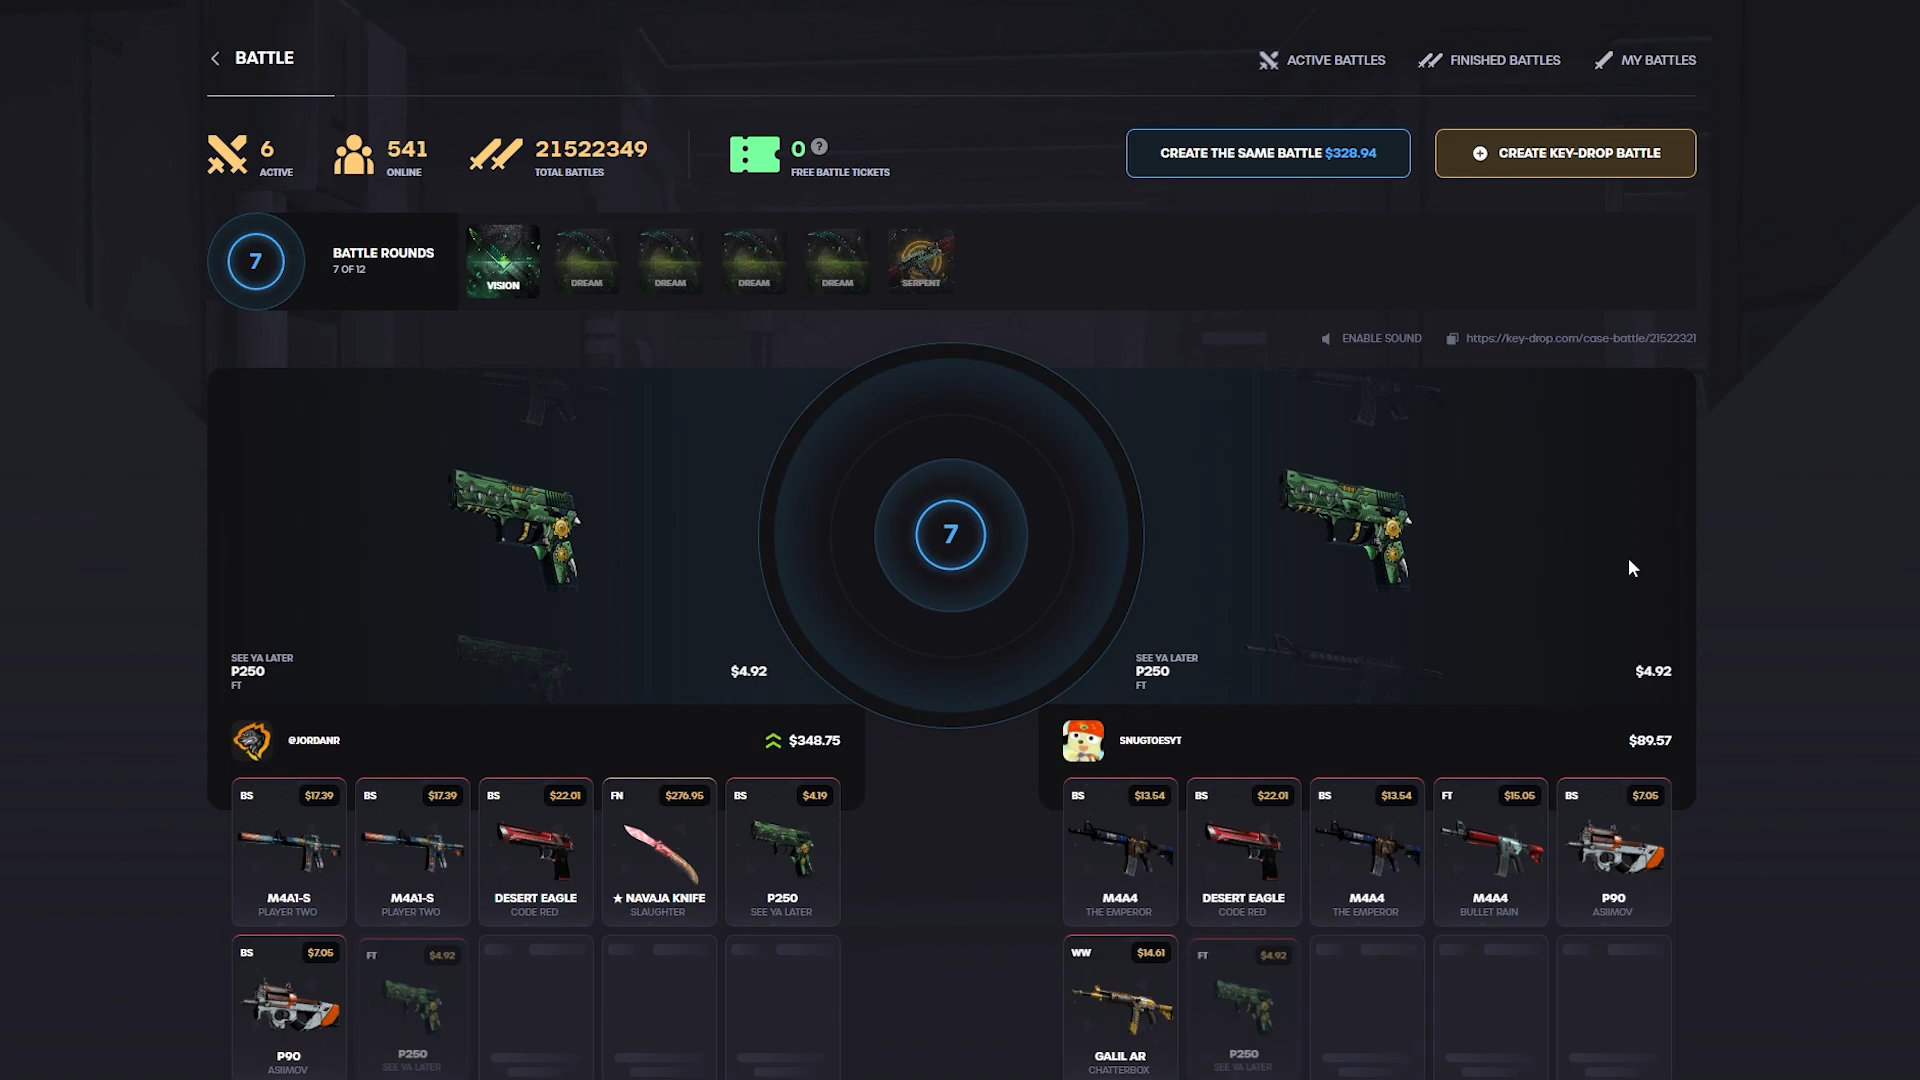 BATTLE
ACTIVE BATTLES
FINISHED BATTLES
MY BATTLES
6
ACTIVE
541
ONLINE
21522349
TOTAL BATTLES
0 ?
FREE BATTLE TICKETS
CREATE THE SAME BATTLE $328.94
CREATE KEY-DROP BATTLE
7
BATTLE ROUNDS
7 OF 12
VISION
DREAM
DREAM
DREAM
DREAM
SERPENT
ENABLE SOUND
https://key-drop.com/case-battle/21522321
7
SEE YA LATER
P250
FT
$4.92
SEE YA LATER
P250
FT
$4.92
@JORDANR
$348.75
SNUGTOESYT
$89.57
BS $17.39
M4A1-S
PLAYER TWO
BS $17.39
M4A1-S
PLAYER TWO
BS $22.01
DESERT EAGLE
CODE RED
FN $276.95
★ NAVAJA KNIFE
SLAUGHTER
BS $4.19
P250
SEE YA LATER
BS $13.54
M4A4
THE EMPEROR
BS $22.01
DESERT EAGLE
CODE RED
BS $13.54
M4A4
THE EMPEROR
FT $15.05
M4A4
BULLET RAIN
BS $7.05
P90
ASIIMOV
BS $7.05
P90
ASIIMOV
FT $4.92
P250
SEE YA LATER
WW $14.61
GALIL AR
CHATTERBOX
FT $4.92
P250
SEE YA LATER